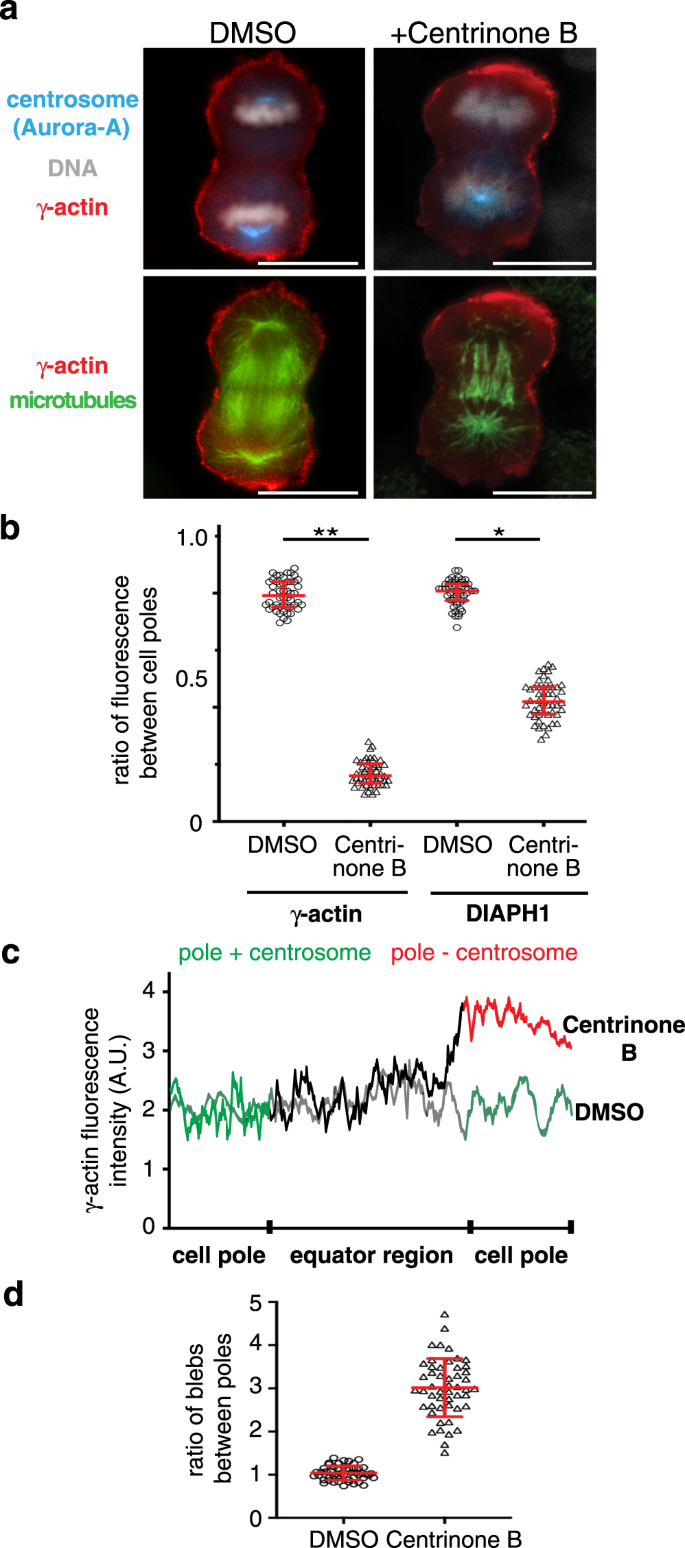 a
DMSO
+Centrinone B
centrosome
(Aurora-A)
DNA
γ-actin
γ-actin
microtubules
b
ratio of fluorescence
between cell poles
1.0
0.5
0
**
*
DMSO
Centri-
none B
DMSO
Centri-
none B
γ-actin
DIAPH1
c
pole + centrosome
pole - centrosome
γ-actin fluorescence
intensity (A.U.)
4
3
2
1
0
Centrinone
B
DMSO
cell pole
equator region
cell pole
d
ratio of blebs
between poles
5
4
3
2
1
0
DMSO
Centrinone B